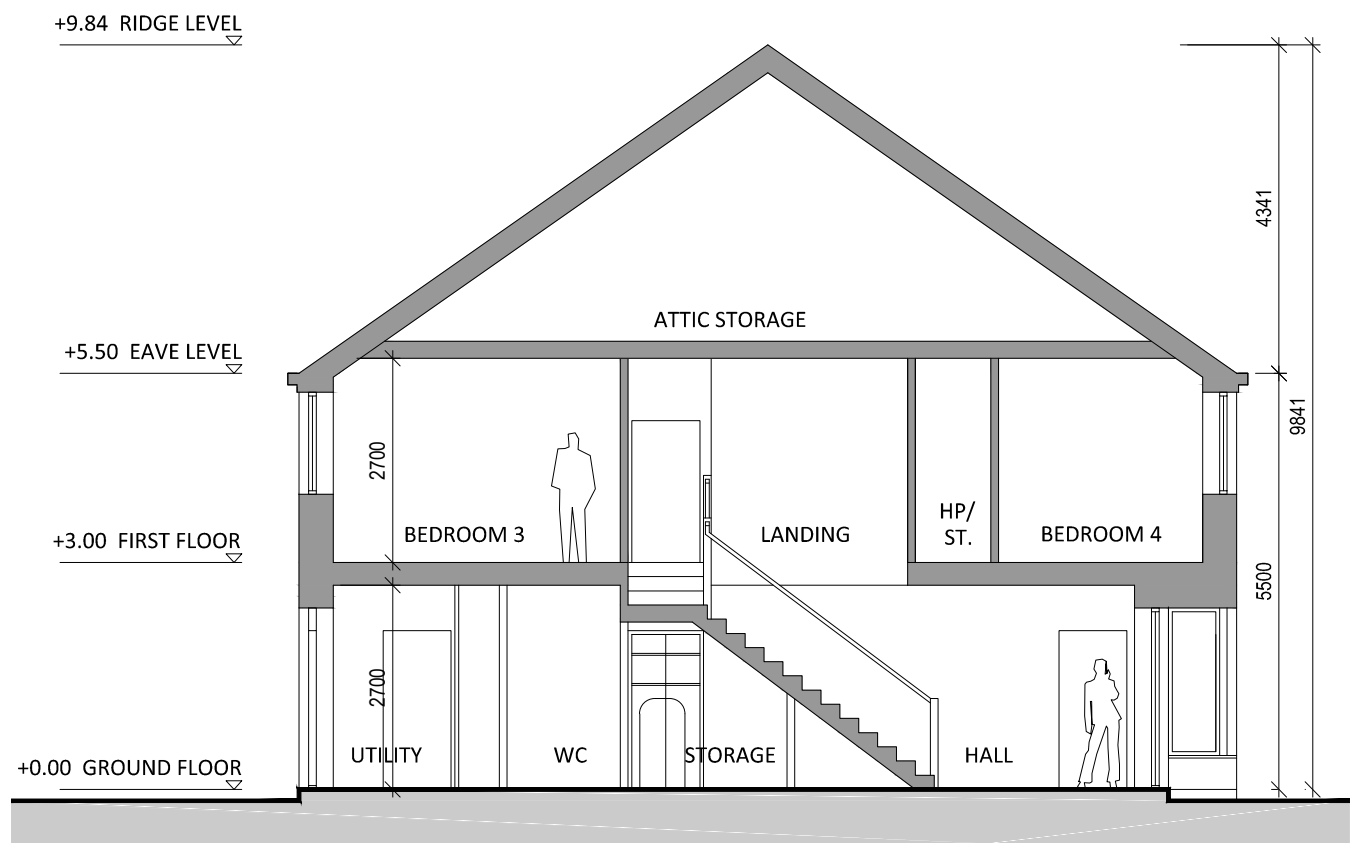 +9.84 RIDGE LEVEL
4341
ATTIC STORAGE
+5.50 EAVE LEVEL
9841
2700
HP/
ST.
BEDROOM 3
LANDING
BEDROOM 4
+3.00 FIRST FLOOR
5500
2700
UTILITY
WC
STORAGE
HALL
+0.00 GROUND FLOOR